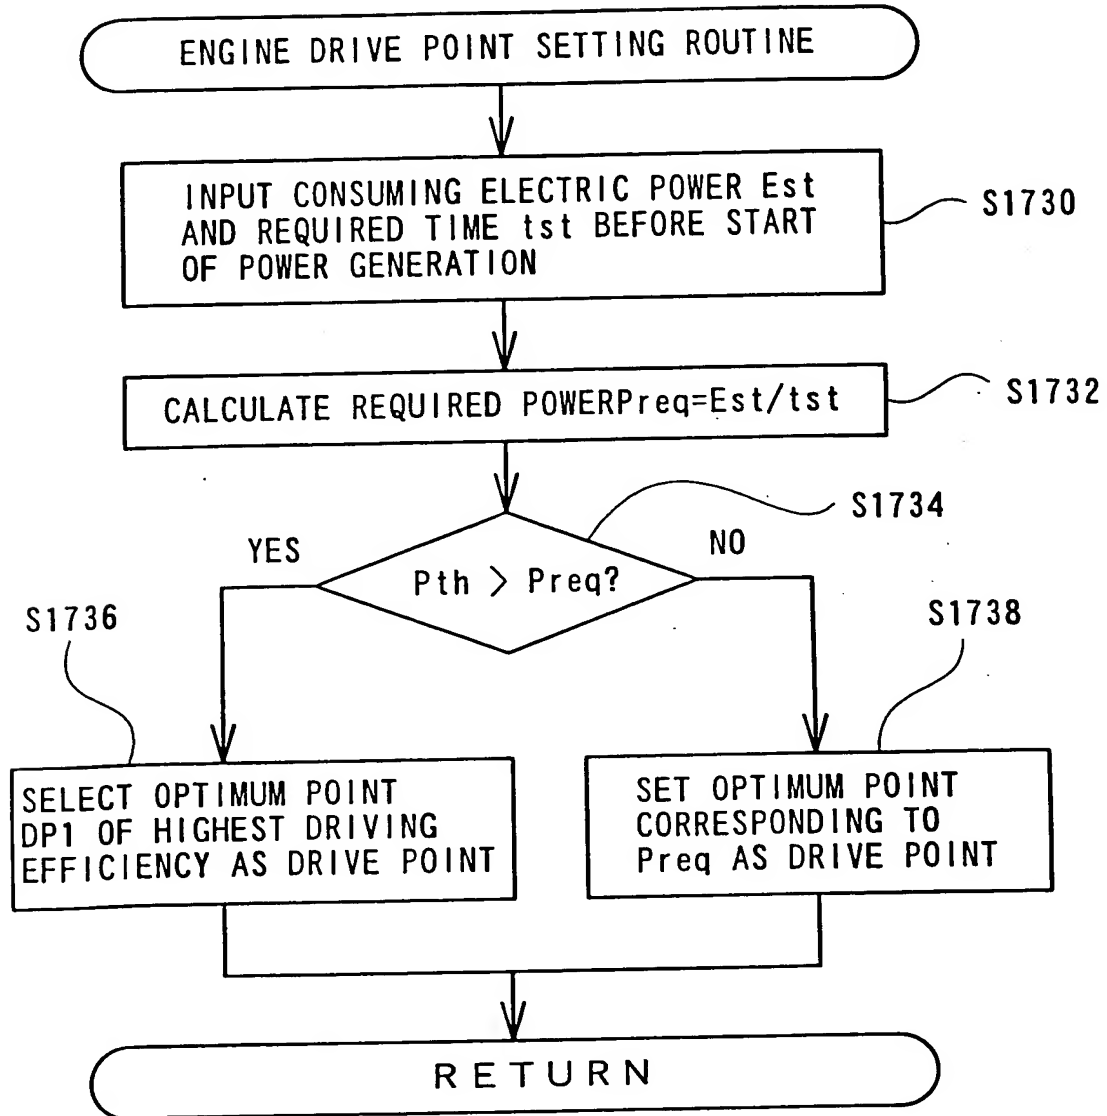 ENGINE DRIVE POINT SETTING ROUTINE
INPUT CONSUMING ELECTRIC POWER Est
AND REQUIRED TIME tst BEFORE START
OF POWER GENERATION
S1730
CALCULATE REQUIRED POWERPreq=Est/tst
S1732
S1734
YES
NO
Pth > Preq?
S1736
S1738
SELECT OPTIMUM POINT
DP1 OF HIGHEST DRIVING
EFFICIENCY AS DRIVE POINT
SET OPTIMUM POINT
CORRESPONDING TO
Preq AS DRIVE POINT
RETURN